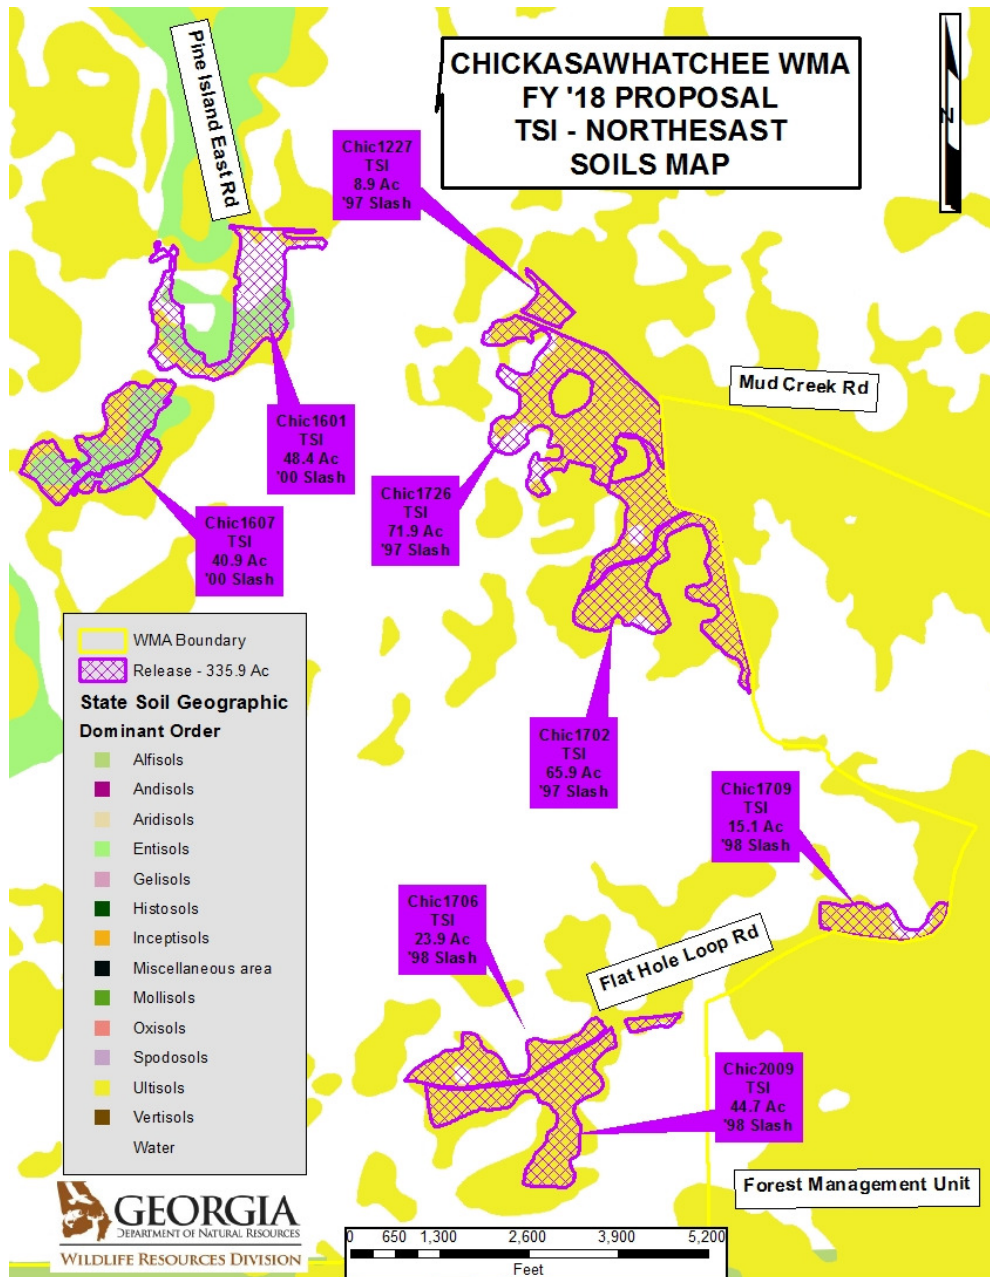 CHICKASAWHATCHEE WMA
FY '18 PROPOSAL
TSI - NORTHESAST
SOILS MAP
N
Pine Island East Rd
Chic1227
TSI
8.9 Ac
'97 Slash
Mud Creek Rd
Chic1601
TSI
48.4 Ac
'00 Slash
Chic1726
TSI
71.9 Ac
'97 Slash
Chic1607
TSI
40.9 Ac
'00 Slash
Chic1702
TSI
65.9 Ac
'97 Slash
Chic1709
TSI
15.1 Ac
'98 Slash
Chic1706
TSI
23.9 Ac
'98 Slash
Flat Hole Loop Rd
Chic2009
TSI
44.7 Ac
'98 Slash
Forest Management Unit
WMA Boundary
Release - 335.9 Ac
State Soil Geographic
Dominant Order
Alfisols
Andisols
Aridisols
Entisols
Gelisols
Histosols
Inceptisols
Miscellaneous area
Mollisols
Oxisols
Spodosols
Ultisols
Vertisols
Water
GEORGIA
DEPARTMENT OF NATURAL RESOURCES
WILDLIFE RESOURCES DIVISION
0 650 1,300 2,600 3,900 5,200
Feet